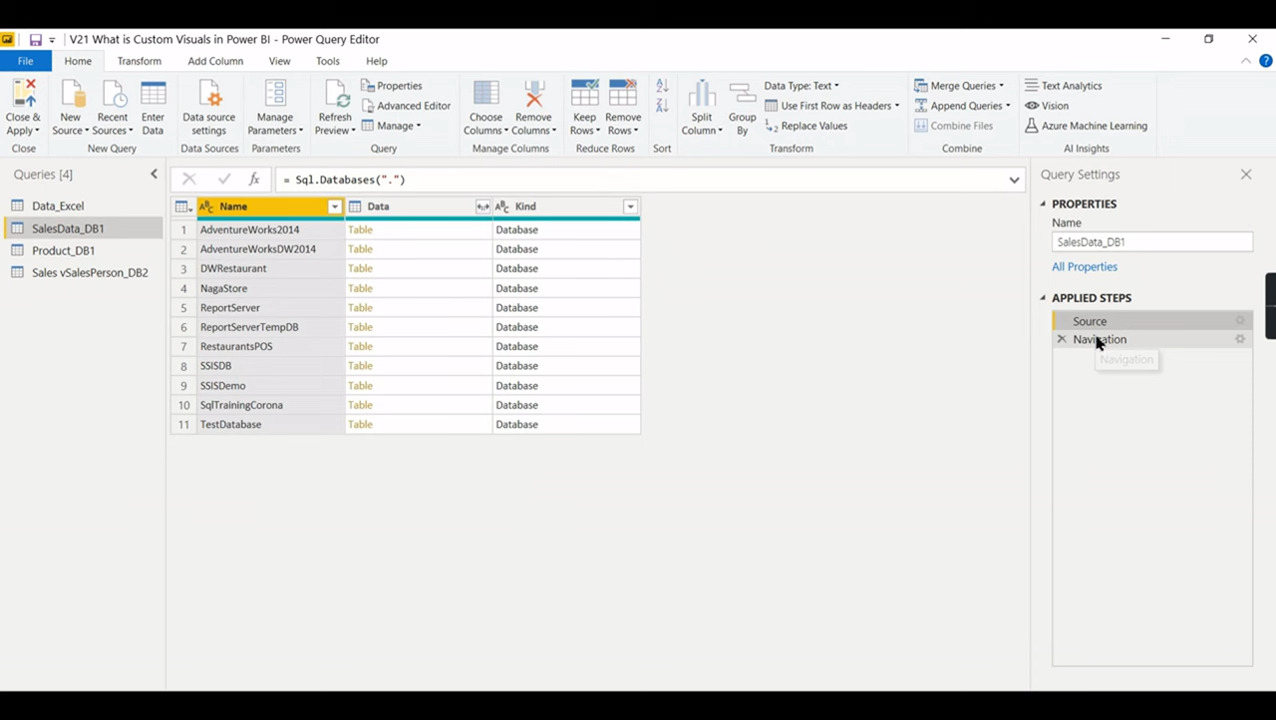 V21 What is Custom Visuals in Power BI - Power Query Editor
File Home Transform Add Column View Tools Help
Close & Apply
Close
New Source
Recent Sources
Enter Data
New Query
Data source settings
Data Sources
Manage Parameters
Parameters
Refresh Preview
Properties
Advanced Editor
Manage
Query
Choose Columns
Remove Columns
Manage Columns
Keep Rows
Remove Rows
Reduce Rows
Sort
Split Column
Group By
Data Type: Text
Use First Row as Headers
Replace Values
Transform
Merge Queries
Append Queries
Combine Files
Combine
Text Analytics
Vision
Azure Machine Learning
AI Insights
Queries [4]
Data_Excel
SalesData_DB1
Product_DB1
Sales vSalesPerson_DB2
= Sql.Databases(".")
Name Data Kind
1 AdventureWorks2014 Table Database
2 AdventureWorksDW2014 Table Database
3 DWRestaurant Table Database
4 NagaStore Table Database
5 ReportServer Table Database
6 ReportServerTempDB Table Database
7 RestaurantsPOS Table Database
8 SSISDB Table Database
9 SSISDemo Table Database
10 SqlTrainingCorona Table Database
11 TestDatabase Table Database
Query Settings
PROPERTIES
Name
SalesData_DB1
All Properties
APPLIED STEPS
Source
Navigation
Navigation